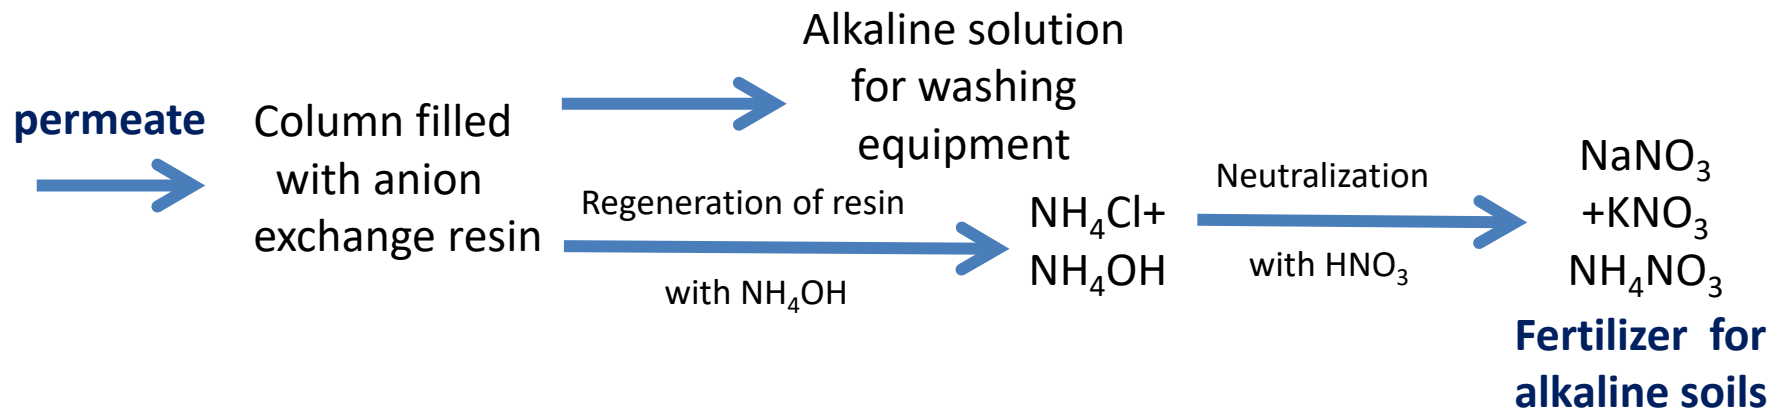 permeate
Column filled
with anion
exchange resin
Alkaline solution
for washing
equipment
Regeneration of resin
with NH₄OH
NH₄Cl+
NH₄OH
Neutralization
with HNO₃
NaNO₃
+KNO₃
NH₄NO₃
Fertilizer for
alkaline soils